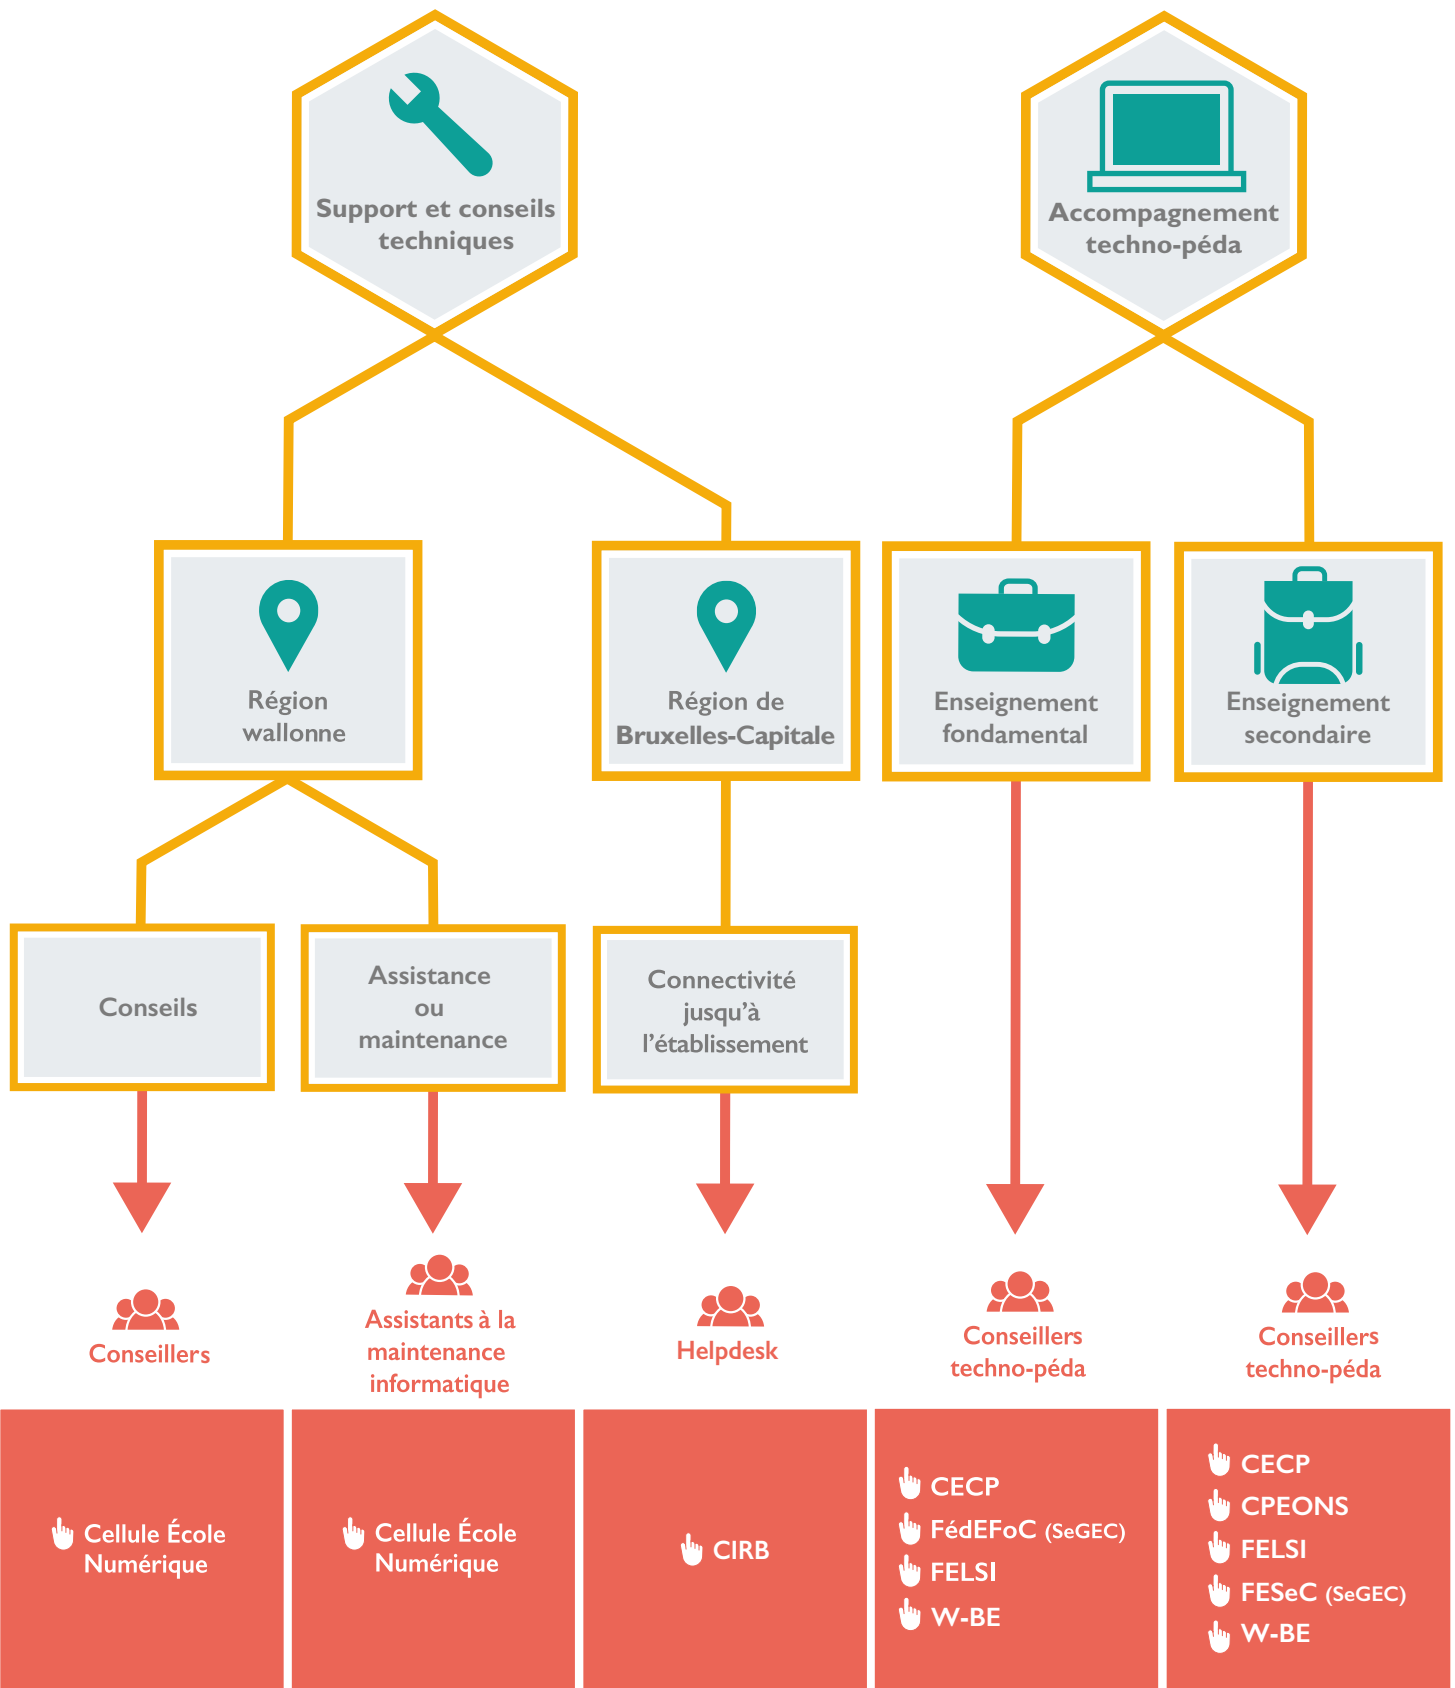 Support et conseils
techniques
Accompagnement
techno-péda
Région
wallonne
Région de
Bruxelles-Capitale
Enseignement
fondamental
Enseignement
secondaire
Conseils
Assistance
ou
maintenance
Connectivité
jusqu'à
l'établissement
Conseillers
Assistants à la
maintenance
informatique
Helpdesk
Conseillers
techno-péda
Conseillers
techno-péda
Cellule École
Numérique
Cellule École
Numérique
CIRB
CECP
FédEFoC (SeGEC)
FELSI
W-BE
CECP
CPEONS
FELSI
FESeC (SeGEC)
W-BE